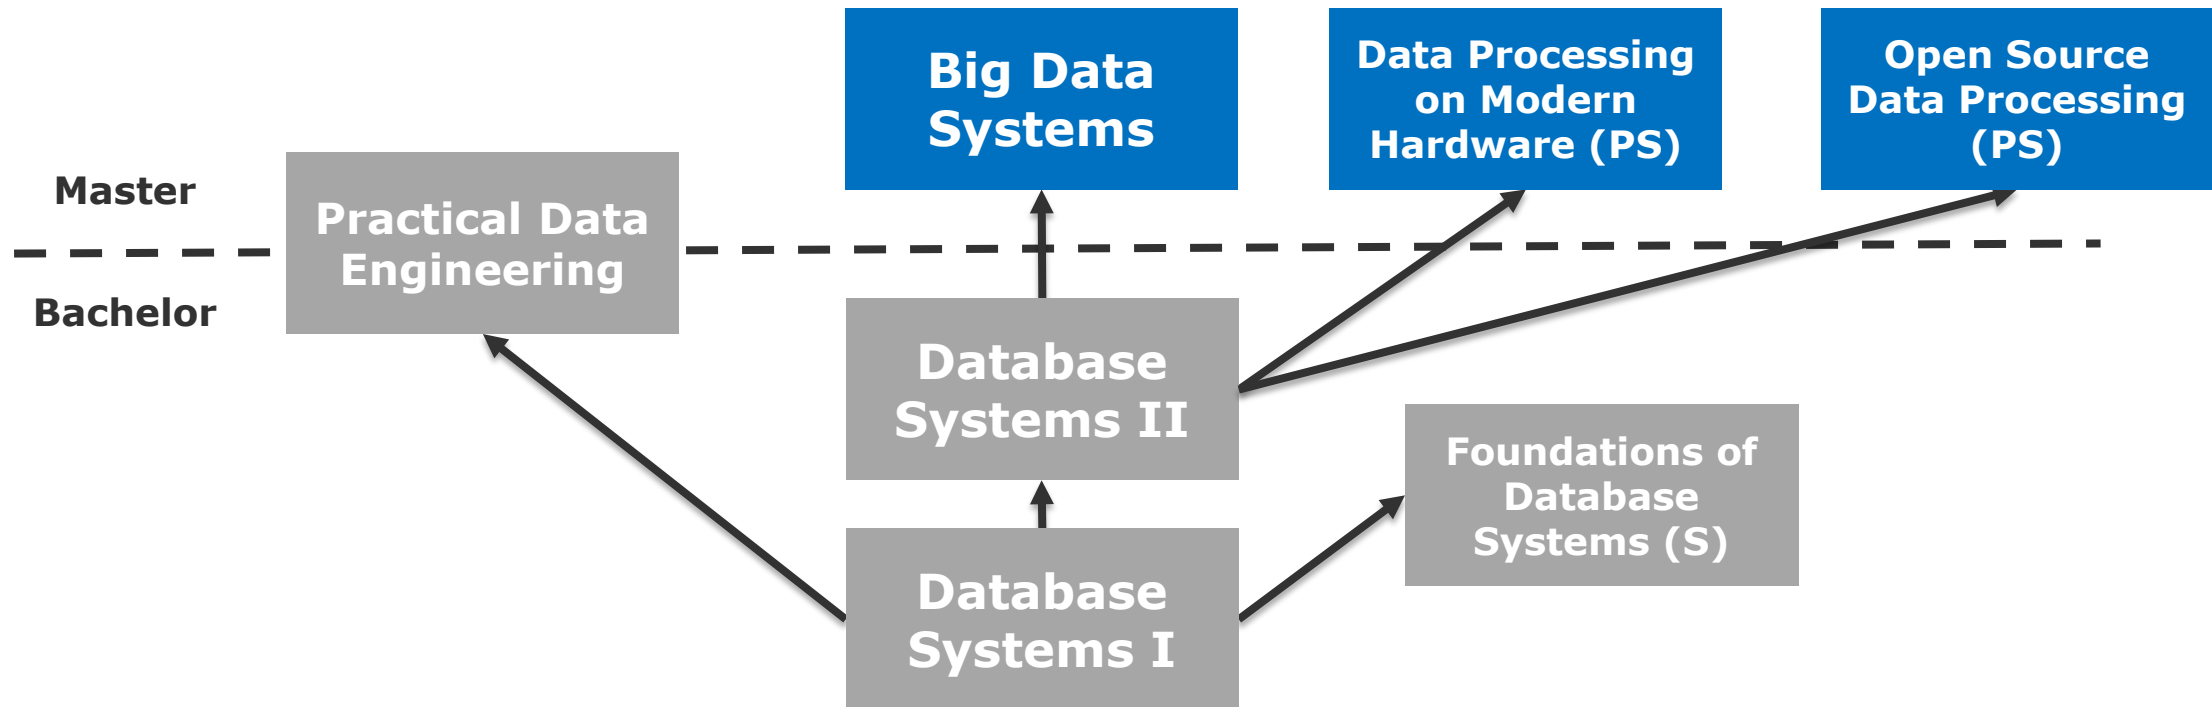 Big Data
Systems
Data Processing
on Modern
Hardware (PS)
Open Source
Data Processing
(PS)
Master
Bachelor
Practical Data
Engineering
Database
Systems II
Foundations of
Database
Systems (S)
Database
Systems I